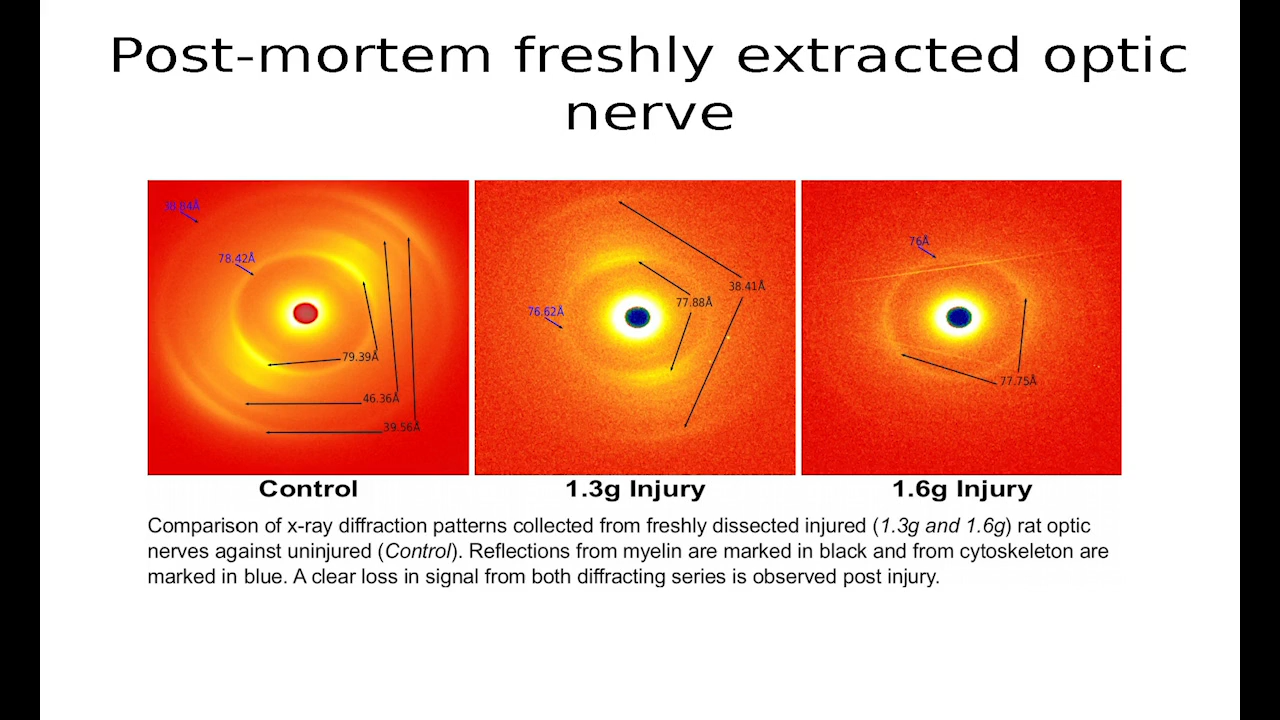 Post-mortem freshly extracted optic
nerve
38.84Å
78.42Å
79.39Å
46.36Å
39.56Å
Control
38.41Å
77.88Å
76.62Å
1.3g Injury
76Å
77.75Å
1.6g Injury
Comparison of x-ray diffraction patterns collected from freshly dissected injured (1.3g and 1.6g) rat optic
nerves against uninjured (Control). Reflections from myelin are marked in black and from cytoskeleton are
marked in blue. A clear loss in signal from both diffracting series is observed post injury.